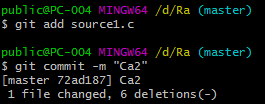 public@PC-004 MINGW64 /d/Ra (master)
$ git add source1.c
public@PC-004 MINGW64 /d/Ra (master)
$ git commit -m "Ca2"
[master 72ad187] Ca2
1 file changed, 6 deletions(-)